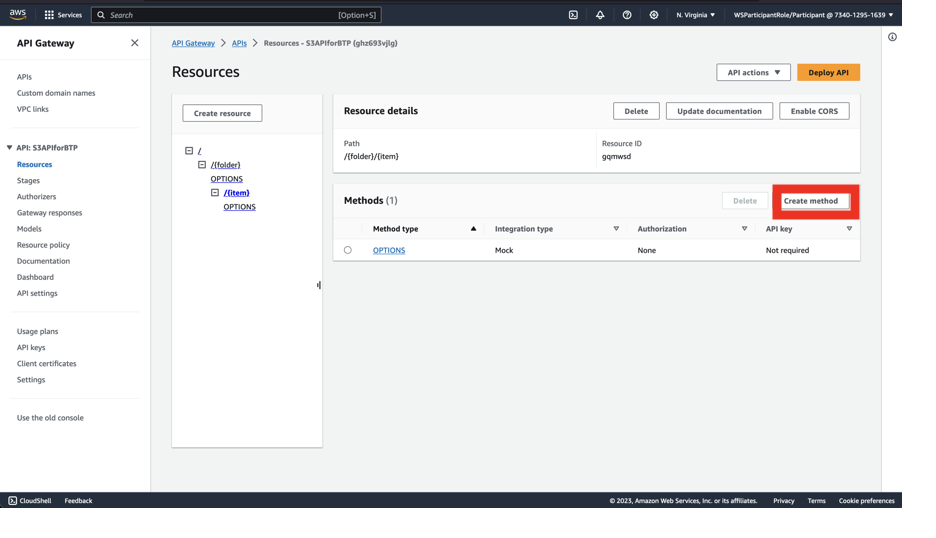 aws Services Search [Option+S] N. Virginia ▼ WSParticipantRole/Participant @ 7340-1295-1639 ▼
API Gateway
API Gateway > APIs > Resources - S3APIforBTP (ghz693vjlg)
Resources
API actions ▼ Deploy API
APIs
Custom domain names
VPC links
▼ API: S3APIforBTP
Resources
Stages
Authorizers
Gateway responses
Models
Resource policy
Documentation
Dashboard
API settings
Usage plans
API keys
Client certificates
Settings
Use the old console
Create resource
/
/{folder}
OPTIONS
/{item}
OPTIONS
Resource details
Delete Update documentation Enable CORS
Path
/{folder}/{item}
Resource ID
gqmwsd
Methods (1)
Delete Create method
Method type Integration type Authorization API key
OPTIONS Mock None Not required
CloudShell Feedback © 2023, Amazon Web Services, Inc. or its affiliates. Privacy Terms Cookie preferences